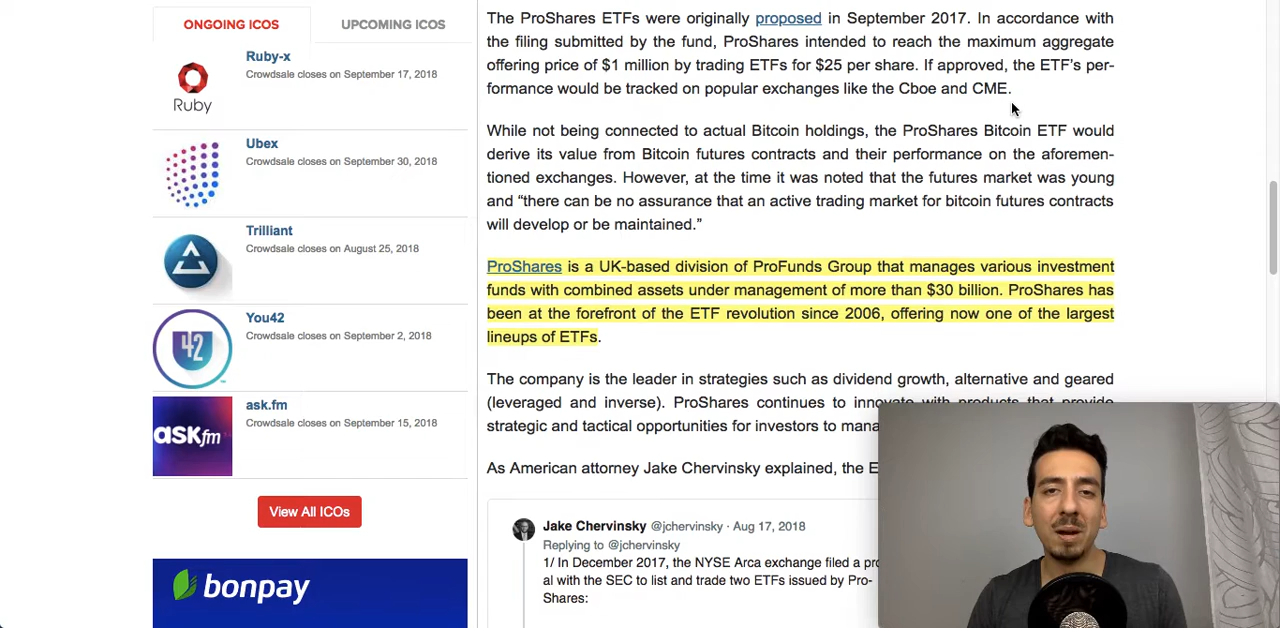 ONGOING ICOS
UPCOMING ICOS
Ruby-x
Crowdsale closes on September 17, 2018
Ruby
Ubex
Crowdsale closes on September 30, 2018
Trilliant
Crowdsale closes on August 25, 2018
You42
Crowdsale closes on September 2, 2018
42
ask.fm
Crowdsale closes on September 15, 2018
ASKfm
View All ICOs
bonpay
The ProShares ETFs were originally proposed in September 2017. In accordance with
the filing submitted by the fund, ProShares intended to reach the maximum aggregate
offering price of $1 million by trading ETFs for $25 per share. If approved, the ETF's per-
formance would be tracked on popular exchanges like the Cboe and CME.
While not being connected to actual Bitcoin holdings, the ProShares Bitcoin ETF would
derive its value from Bitcoin futures contracts and their performance on the aforemen-
tioned exchanges. However, at the time it was noted that the futures market was young
and “there can be no assurance that an active trading market for bitcoin futures contracts
will develop or be maintained.”
ProShares is a UK-based division of ProFunds Group that manages various investment
funds with combined assets under management of more than $30 billion. ProShares has
been at the forefront of the ETF revolution since 2006, offering now one of the largest
lineups of ETFs.
The company is the leader in strategies such as dividend growth, alternative and geared
(leveraged and inverse). ProShares continues to innovate with products that provide
strategic and tactical opportunities for investors to mana
As American attorney Jake Chervinsky explained, the E
Jake Chervinsky @jchervinsky · Aug 17, 2018
Replying to @jchervinsky
1/ In December 2017, the NYSE Arca exchange filed a pro
al with the SEC to list and trade two ETFs issued by Pro-
Shares: